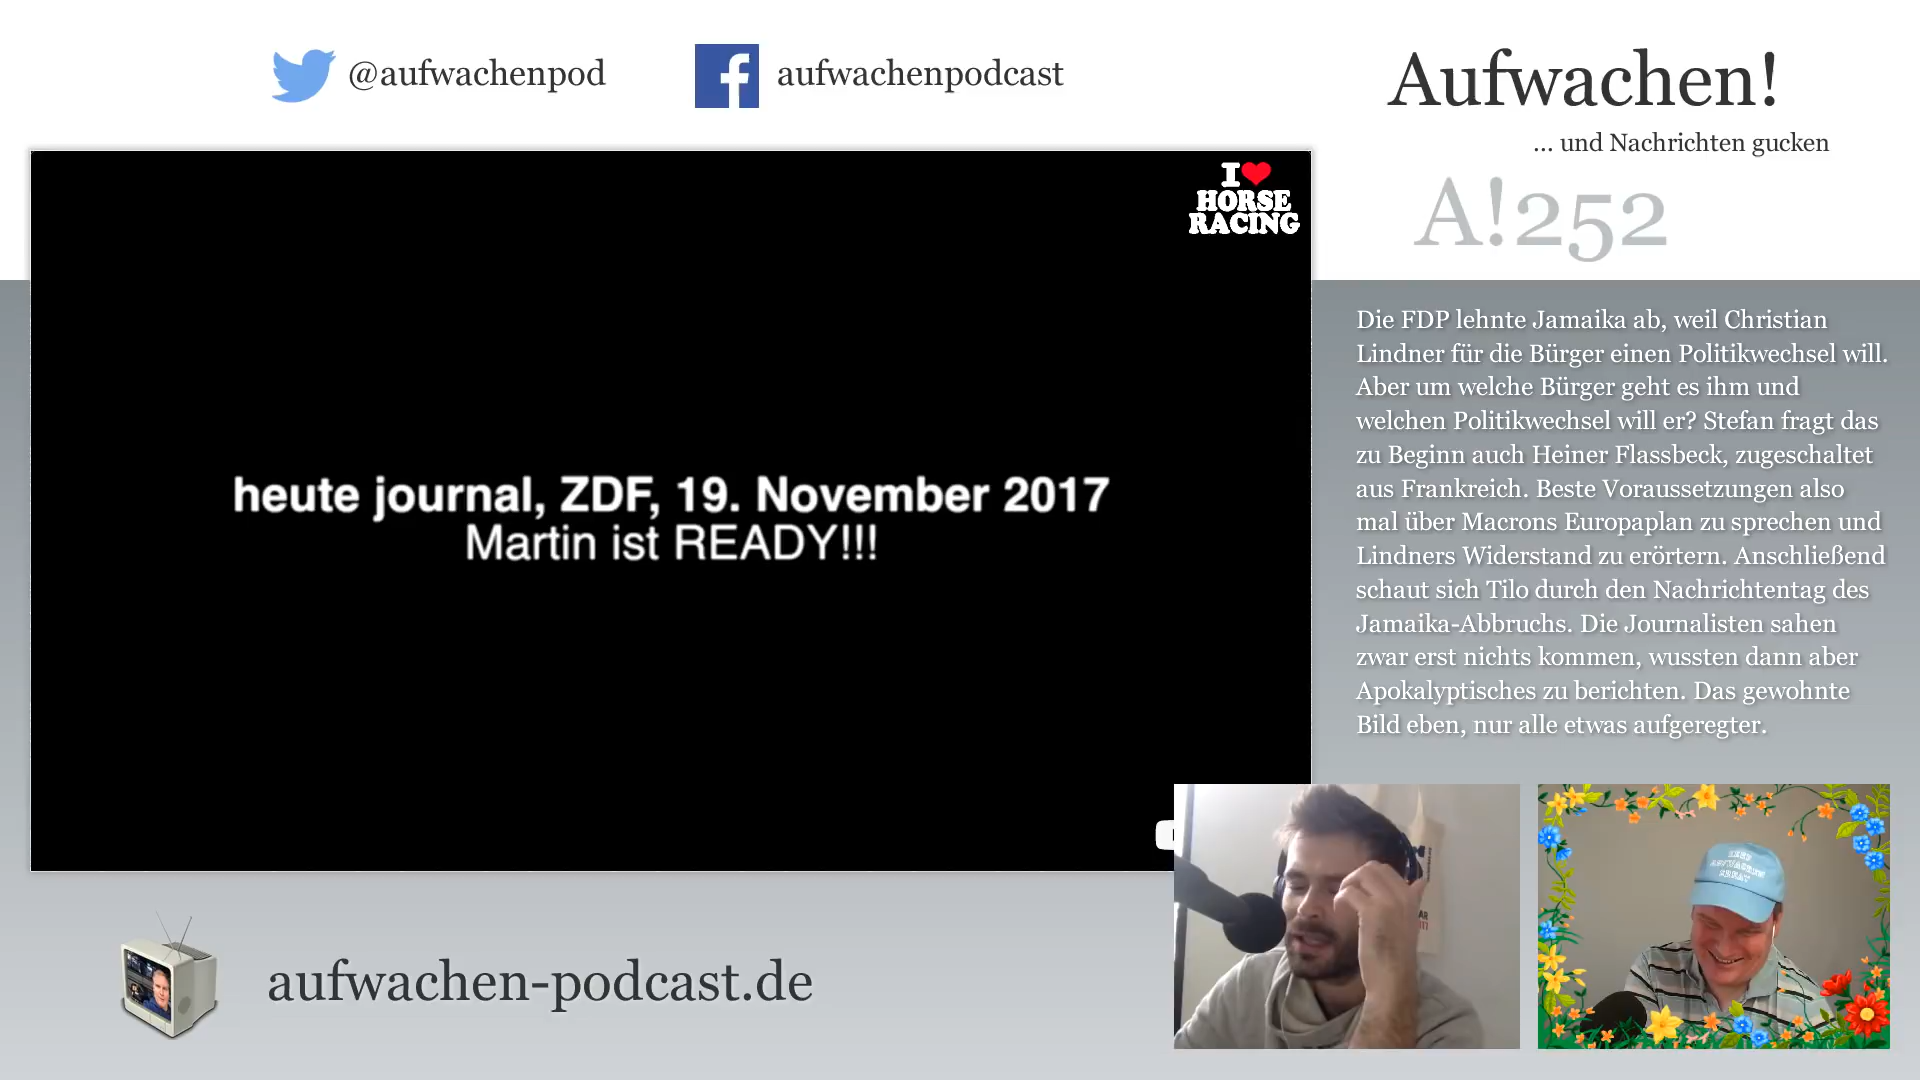 @aufwachenpod
aufwachenpodcast
Aufwachen!
... und Nachrichten gucken
A!252
I
HORSE
RACING
heute journal, ZDF, 19. November 2017
Martin ist READY!!!
Die FDP lehnte Jamaika ab, weil Christian
Lindner für die Bürger einen Politikwechsel will.
Aber um welche Bürger geht es ihm und
welchen Politikwechsel will er? Stefan fragt das
zu Beginn auch Heiner Flassbeck, zugeschaltet
aus Frankreich. Beste Voraussetzungen also
mal über Macrons Europaplan zu sprechen und
Lindners Widerstand zu erörtern. Anschließend
schaut sich Tilo durch den Nachrichtentag des
Jamaika-Abbruchs. Die Journalisten sahen
zwar erst nichts kommen, wussten dann aber
Apokalyptisches zu berichten. Das gewohnte
Bild eben, nur alle etwas aufgeregter.
aufwachen-podcast.de